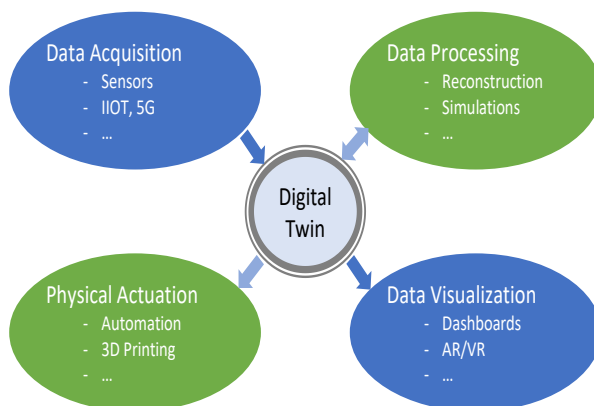 Data Acquisition
- Sensors
- IIOT, 5G
- ...
Data Processing
- Reconstruction
- Simulations
- ...
Digital
Twin
Physical Actuation
- Automation
- 3D Printing
- ...
Data Visualization
- Dashboards
- AR/VR
- ...